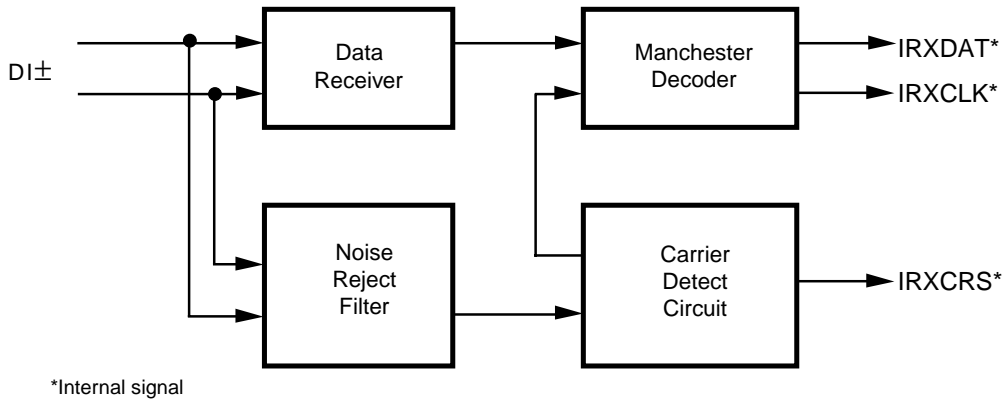 DI±
Data
Receiver
Manchester
Decoder
IRXDAT*
IRXCLK*
Noise
Reject
Filter
Carrier
Detect
Circuit
IRXCRS*
*Internal signal